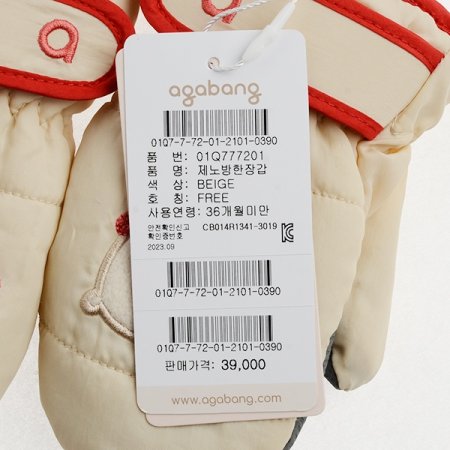 a
agabang
01Q7-7-72-01-2101-0390
품 번: 01Q777201
품 명: 제노방한장갑
색 상: BEIGE
호 칭: FREE
사용연령: 36개월미만
안전확인신고
확인증번호 CB014R1341-3019
2023.09
01Q7-7-72-01-2101-0390
01Q7-7-72-01-2101-0390
판매가격: 39,000
www.agabang.com